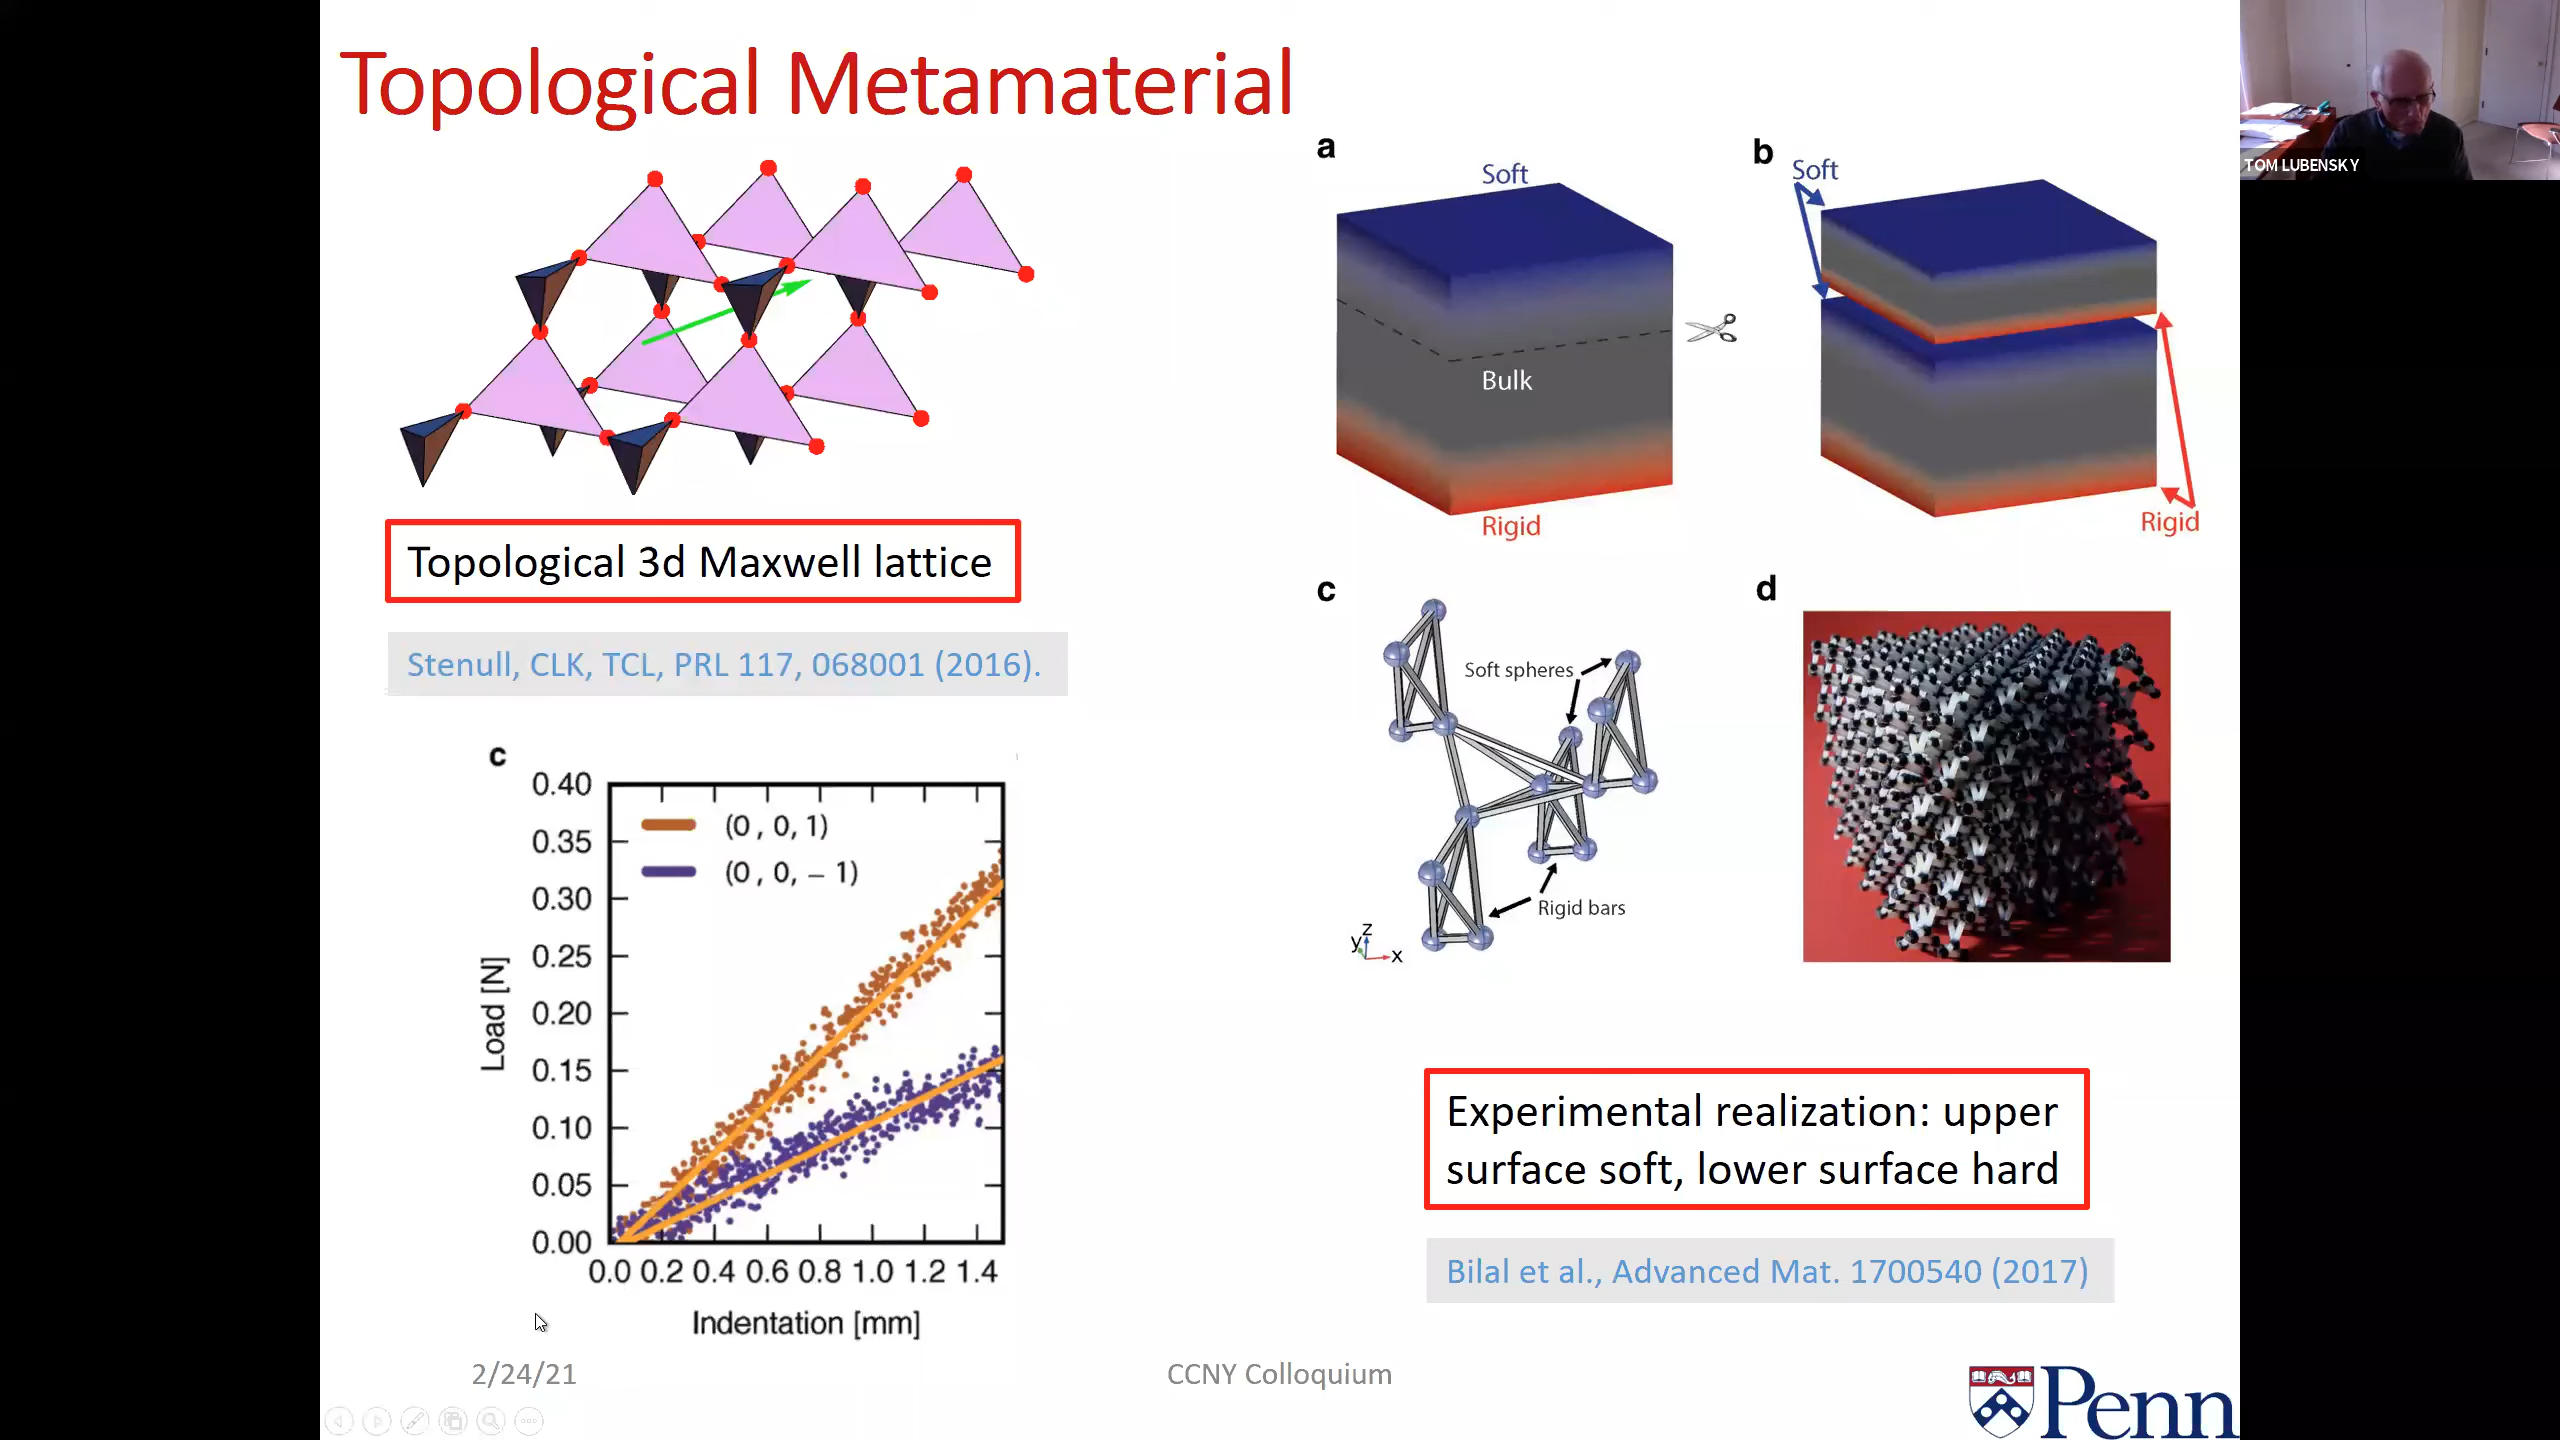 Topological Metamaterial
TOM LUBENSKY
a
Soft
Bulk
Rigid
b
Soft
Rigid
Topological 3d Maxwell lattice
Stenull, CLK, TCL, PRL 117, 068001 (2016).
c
Soft spheres
Rigid bars
z
y
x
d
c
0.40
0.35
0.30
0.25
0.20
0.15
0.10
0.05
0.00
(0 , 0, 1)
(0 , 0, – 1)
Load [N]
0.0 0.2 0.4 0.6 0.8 1.0 1.2 1.4
Indentation [mm]
Experimental realization: upper
surface soft, lower surface hard
Bilal et al., Advanced Mat. 1700540 (2017)
2/24/21
CCNY Colloquium
Penn